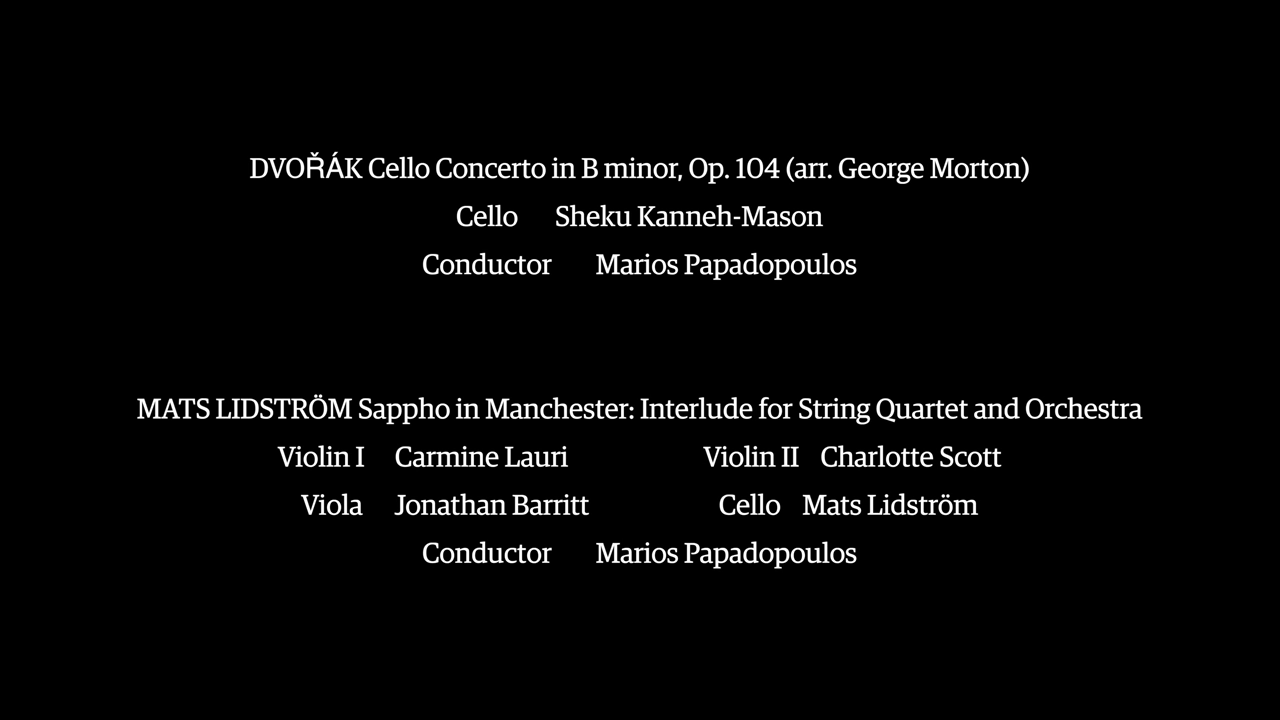 DVOŘÁK Cello Concerto in B minor, Op. 104 (arr. George Morton)
Cello Sheku Kanneh-Mason
Conductor Marios Papadopoulos
MATS LIDSTRÖM Sappho in Manchester: Interlude for String Quartet and Orchestra
Violin I Carmine Lauri Violin II Charlotte Scott
Viola Jonathan Barritt Cello Mats Lidström
Conductor Marios Papadopoulos